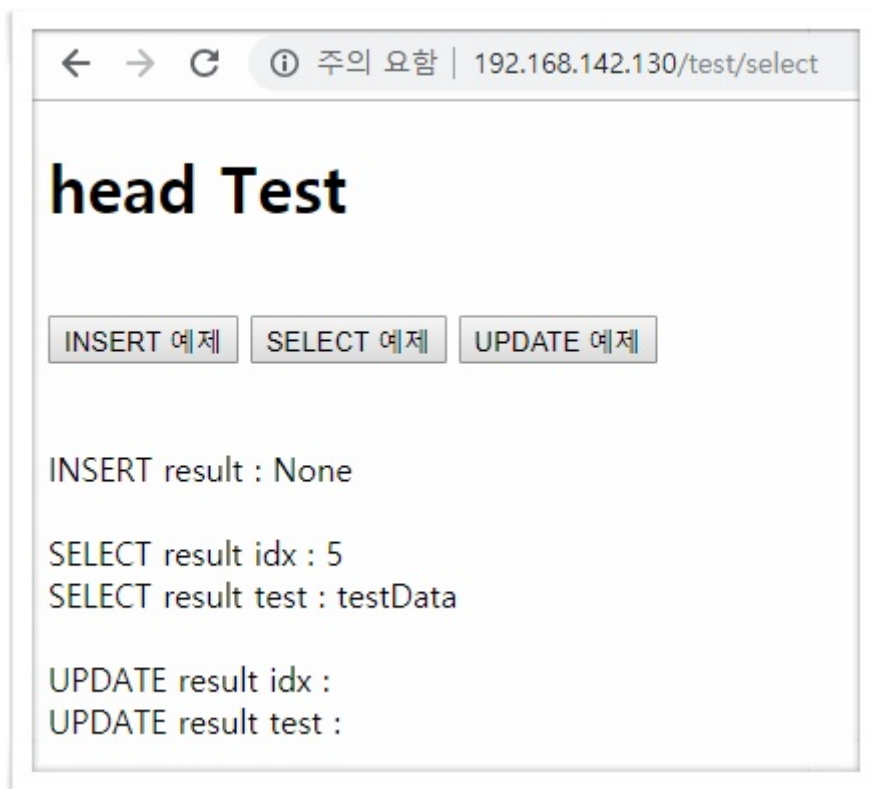 주의 요함 | 192.168.142.130/test/select
head Test
INSERT 예제 SELECT 예제 UPDATE 예제
INSERT result : None
SELECT result idx : 5
SELECT result test : testData
UPDATE result idx :
UPDATE result test :